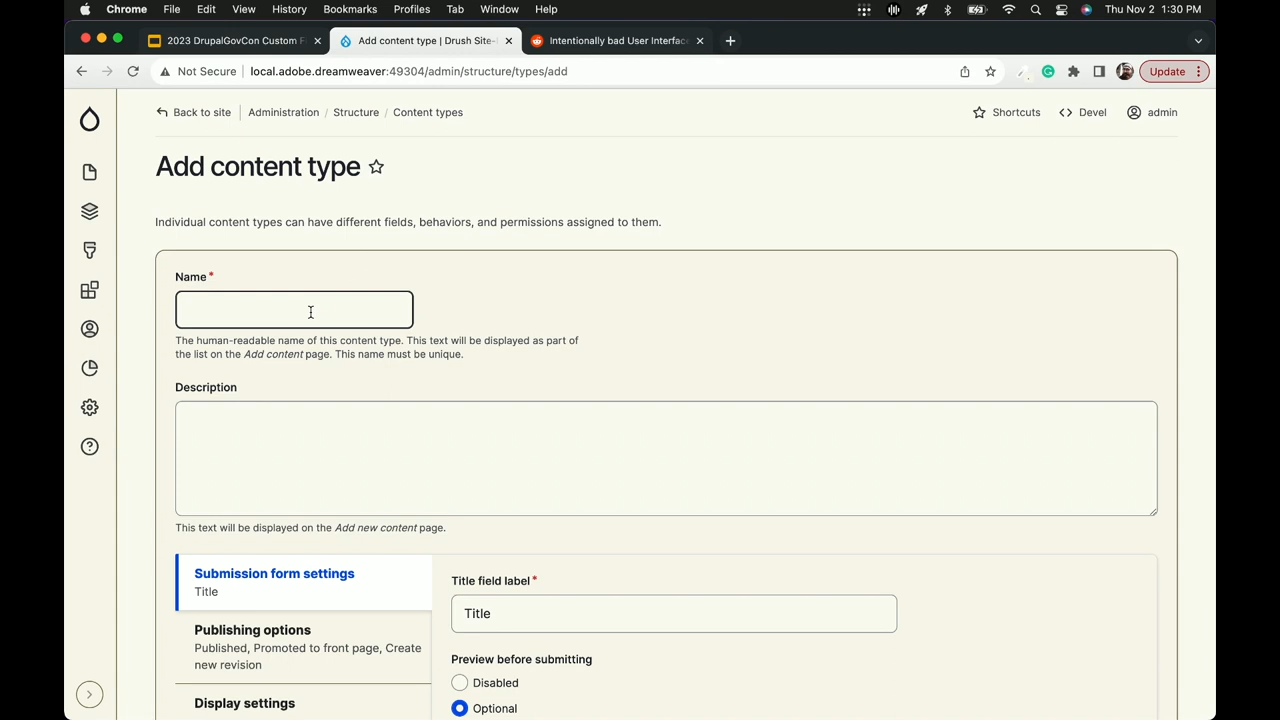 Chrome File Edit View History Bookmarks Profiles Tab Window Help Thu Nov 2 1:30 PM
2023 DrupalGovCon Custom F Add content type | Drush Site- Intentionally bad User Interface
Not Secure local.adobe.dreamweaver:49304/admin/structure/types/add Update
Back to site Administration / Structure / Content types Shortcuts Devel admin
Add content type
Individual content types can have different fields, behaviors, and permissions assigned to them.
Name*
The human-readable name of this content type. This text will be displayed as part of
the list on the Add content page. This name must be unique.
Description
This text will be displayed on the Add new content page.
Submission form settings
Title
Publishing options
Published, Promoted to front page, Create
new revision
Display settings
Title field label*
Title
Preview before submitting
Disabled
Optional